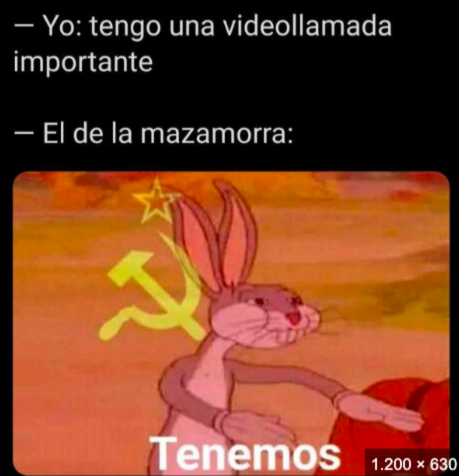 — Yo: tengo una videollamada
importante
— El de la mazamorra:
Tenemos
1.200 × 630